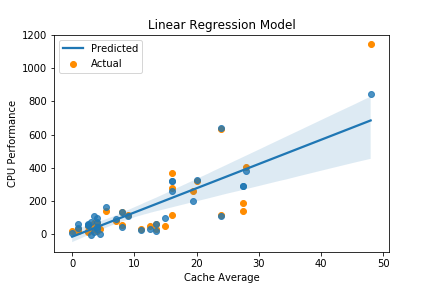 Linear Regression Model
Predicted
Actual
CPU Performance
1200
1000
800
600
400
200
0
0 10 20 30 40 50
Cache Average